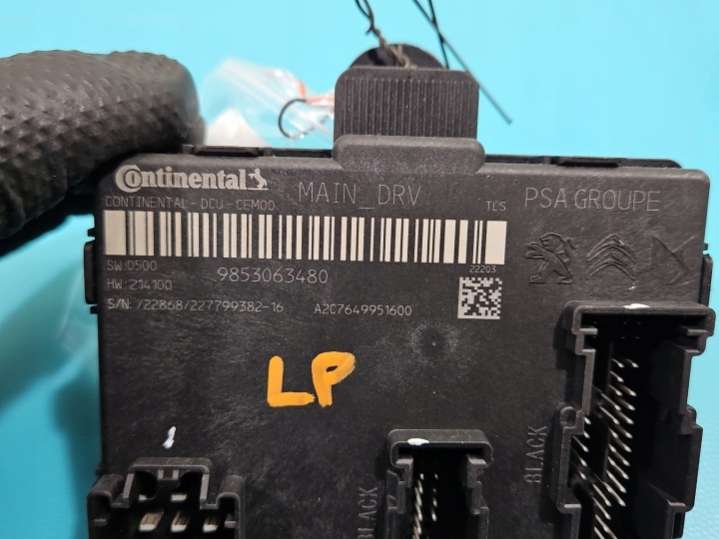 Continental MAIN_DRV TLS PSA GROUPE
CONTINENTAL-DCU-CEMOD
SW:0500 9853063480 22203
HW:214100
S/N: /22868/227799382-16 A2C7649951600
LP
BLACK
BLACK